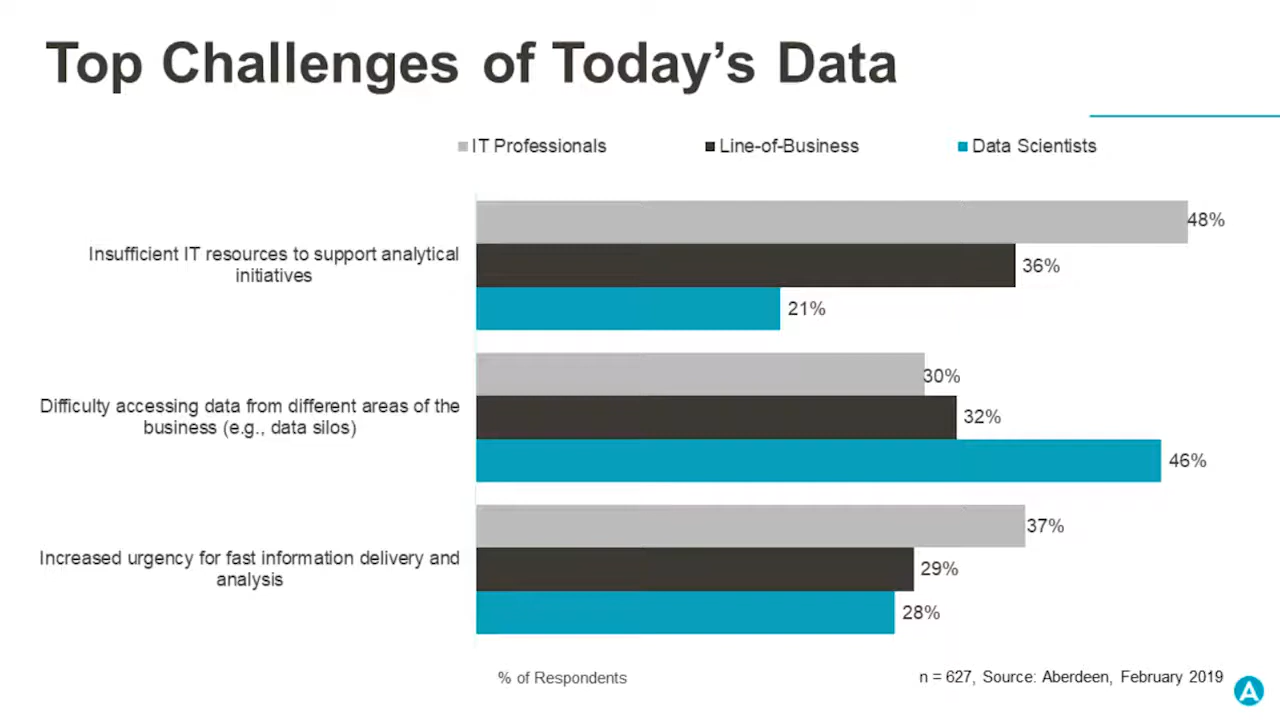 Top Challenges of Today's Data
IT Professionals
Line-of-Business
Data Scientists
Insufficient IT resources to support analytical
initiatives
48%
36%
21%
Difficulty accessing data from different areas of the
business (e.g., data silos)
30%
32%
46%
Increased urgency for fast information delivery and
analysis
37%
29%
28%
% of Respondents
n = 627, Source: Aberdeen, February 2019
A